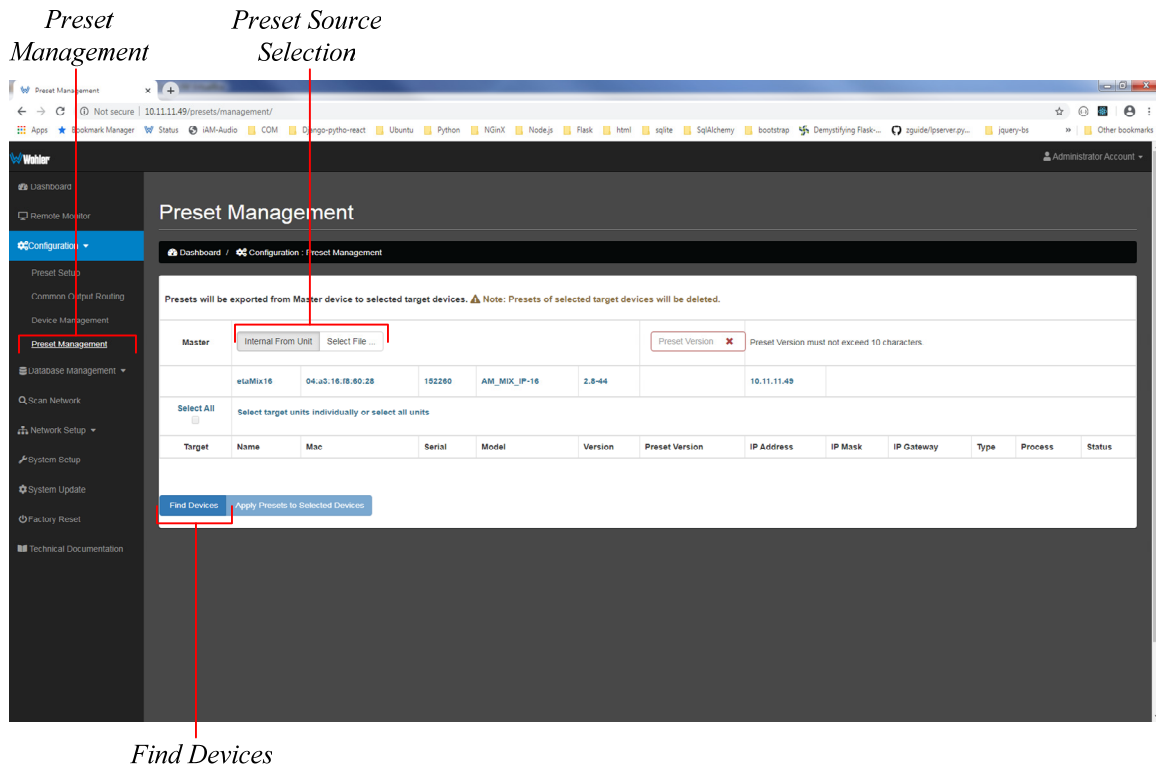 Preset
Management
Preset Source
Selection
Preset Management
Not secure | 10.11.11.49/presets/management/
Apps Bookmark Manager Status iAM-Audio COM Django-pytho-react Ubuntu Python NGinX Node.js Flask html sqlite SqlAlchemy bootstrap Demystifying Flask-... zguide/lpserver.py... jquery-bs » Other bookmarks
Wohler
Administrator Account
Dashboard
Remote Monitor
Configuration
Preset Setup
Common Output Routing
Device Management
Preset Management
Database Management
Scan Network
Network Setup
System Setup
System Update
Factory Reset
Technical Documentation
Preset Management
Dashboard / Configuration : Preset Management
Presets will be exported from Master device to selected target devices. Note: Presets of selected target devices will be deleted.
Master Internal From Unit Select File ... Preset Version Preset Version must not exceed 10 characters.
etaMix16 04:a3:16:f8:60:28 152260 AM_MIX_IP-16 2.8-44 10.11.11.49
Select All Select target units individually or select all units
Target Name Mac Serial Model Version Preset Version IP Address IP Mask IP Gateway Type Process Status
Find Devices Apply Presets to Selected Devices
Find Devices